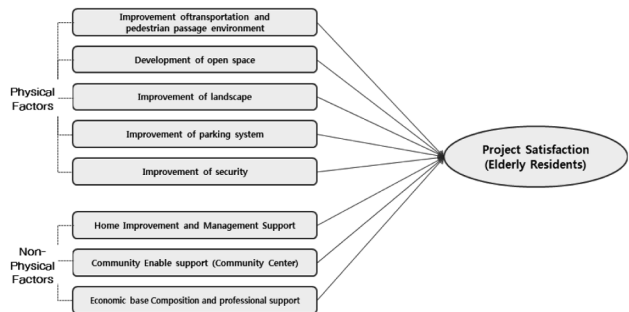 Improvement oftransportation and
pedestrian passage environment
Development of open space
Physical
Factors
Improvement of landscape
Improvement of parking system
Improvement of security
Project Satisfaction
(Elderly Residents)
Home Improvement and Management Support
Non-
Physical
Factors
Community Enable support (Community Center)
Economic base Composition and professional support